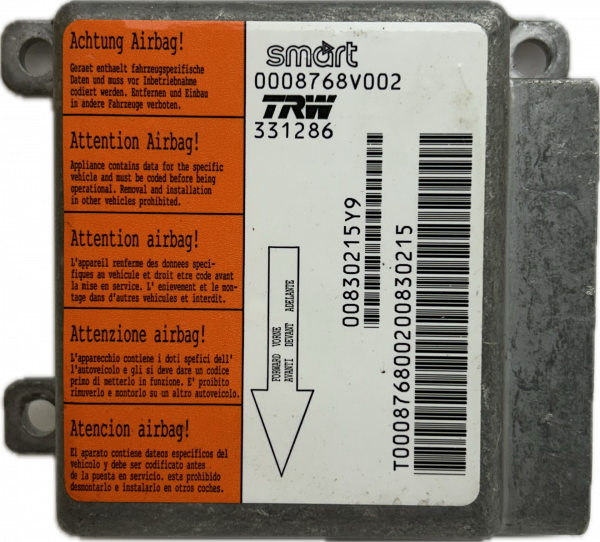 Achtung Airbag!
Geraet enthaelt fahrzeugspezifische
Daten und muss vor Inbetriebnahme
codiert werden. Entfernen und Einbau
in andere Fahrzeuge verboten.
Attention Airbag!
Appliance contains data for the specific
vehicle and must be coded before being
operational. Removal and installation
in other vehicles prohibited.
Attention airbag!
L'appareil renferme des donnees speci-
fiques au vehicule et droit etre code avant
la mise en service. L' enievement et le mon-
tage dans d'autres vehicules et interdit.
Attenzione airbag!
L'apparecchio contiene i doti spefici dell'
l'autoveicolo e gli si deve dare un codice
primo di metterlo in funzione. E' proibito
rimuverlo e montorlo su un altro autoveicolo.
Atencion airbag!
El aparato contiene dateos especificos del
vehiculo y debe ser codificado antes
de la puesta en servicio. esta prohibido
desmontarlo e instalarlo en otros coches.
smart
0008768V002
TRW
331286
FORWARD VORNE
AVANTI DEVANT ADELANTE
00830215Y9
T00087680020083​0215